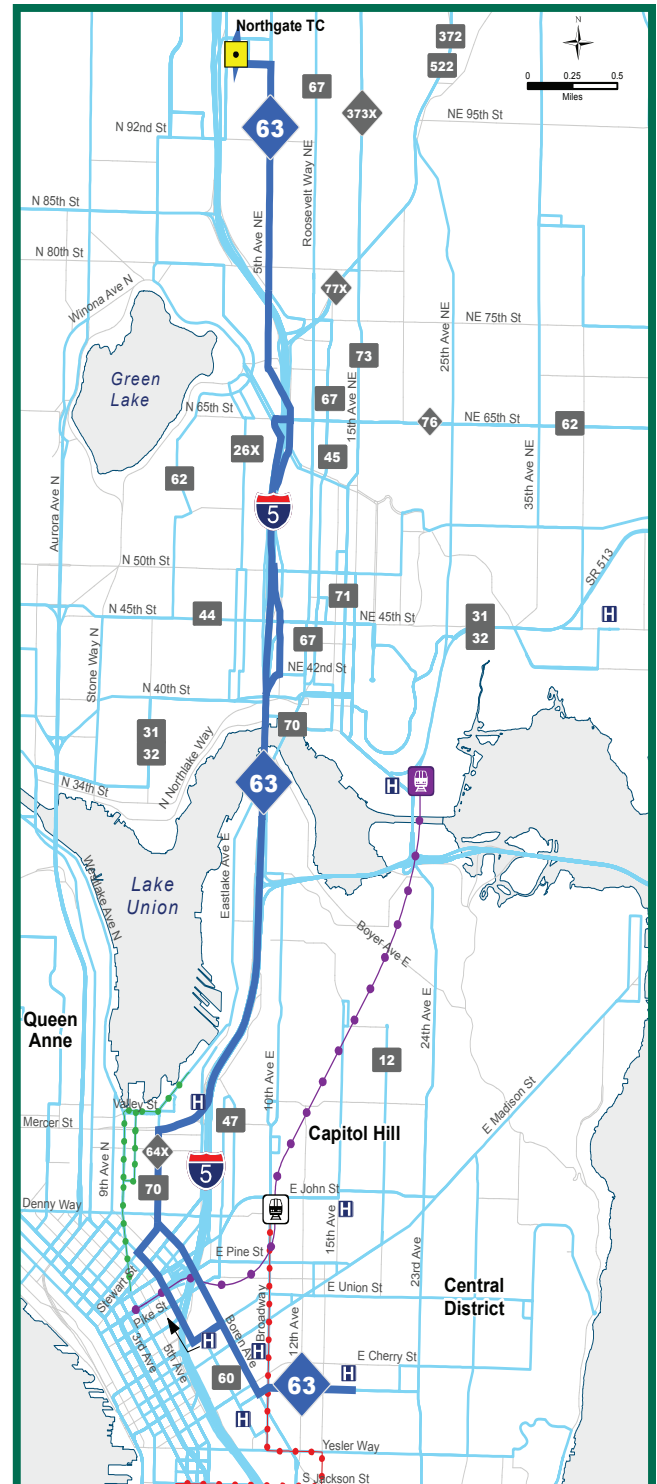 Northgate TC
372
522
N
0 0.25 0.5
Miles
67
373X
63
NE 95th St
N 92nd St
Roosevelt Way NE
5th Ave NE
N 85th St
N 80th St
77X
Winona Ave N
25th Ave NE
NE 75th St
73
Green
Lake
15th Ave NE
67
N 65th St
76
NE 65th St
62
26X
45
62
35th Ave NE
Aurora Ave N
5
N 50th St
SR 513
71
N 45th St
44
NE 45th St
31
32
H
Stone Way N
67
NE 42nd St
N 40th St
31
32
70
N Northlake Way
63
H
N 34th St
Eastlake Ave E
Westlake Ave N
Lake
Union
Boyer Ave E
24th Ave E
Queen
Anne
10th Ave E
12
E Madison St
Valley St
H
47
Mercer St
Capitol Hill
64X
5
9th Ave N
70
E John St
Denny Way
H
15th Ave
E Pine St
23rd Ave
Stewart St
E Union St
Central
District
Pike St
Boren Ave
Broadway
12th Ave
3rd Ave
5th Ave
H
H
E Cherry St
H
60
63
H
Yesler Way
S Jackson St